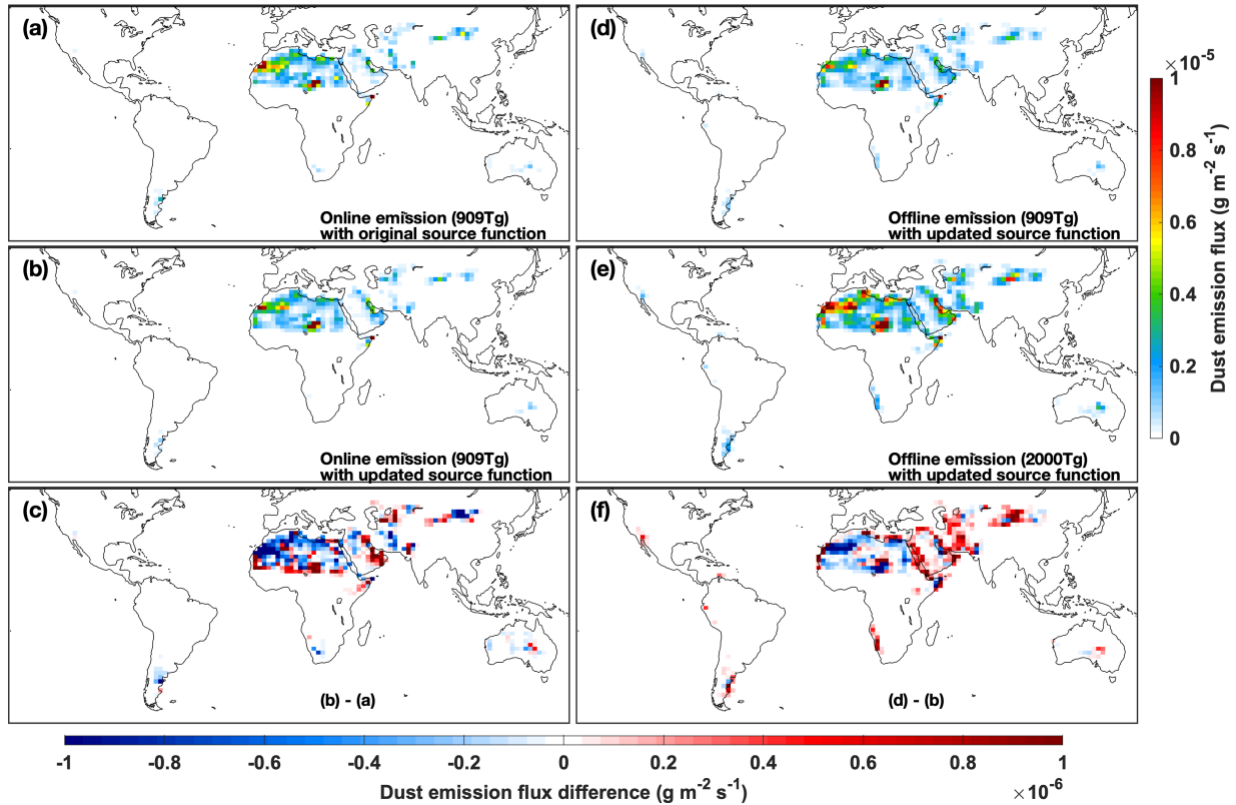 (a)
Online emission (909Tg)
with original source function
(d)
Offline emission (909Tg)
with updated source function
(b)
Online emission (909Tg)
with updated source function
(e)
Offline emission (2000Tg)
with updated source function
(c)
(b) - (a)
(f)
(d) - (b)
×10⁻⁵
1
0.8
0.6
0.4
0.2
0
Dust emission flux (g m⁻² s⁻¹)
-1 -0.8 -0.6 -0.4 -0.2 0 0.2 0.4 0.6 0.8 1
×10⁻⁶
Dust emission flux difference (g m⁻² s⁻¹)